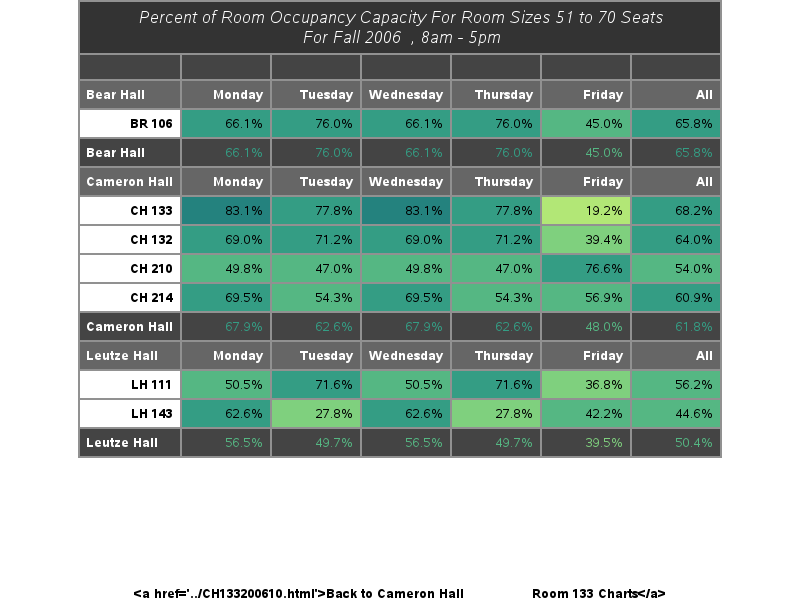 Percent of Room Occupancy Capacity For Room Sizes 51 to 70 Seats
For Fall 2006 , 8am - 5pm
Bear Hall Monday Tuesday Wednesday Thursday Friday All
BR 106 66.1% 76.0% 66.1% 76.0% 45.0% 65.8%
Bear Hall 66.1% 76.0% 66.1% 76.0% 45.0% 65.8%
Cameron Hall Monday Tuesday Wednesday Thursday Friday All
CH 133 83.1% 77.8% 83.1% 77.8% 19.2% 68.2%
CH 132 69.0% 71.2% 69.0% 71.2% 39.4% 64.0%
CH 210 49.8% 47.0% 49.8% 47.0% 76.6% 54.0%
CH 214 69.5% 54.3% 69.5% 54.3% 56.9% 60.9%
Cameron Hall 67.9% 62.6% 67.9% 62.6% 48.0% 61.8%
Leutze Hall Monday Tuesday Wednesday Thursday Friday All
LH 111 50.5% 71.6% 50.5% 71.6% 36.8% 56.2%
LH 143 62.6% 27.8% 62.6% 27.8% 42.2% 44.6%
Leutze Hall 56.5% 49.7% 56.5% 49.7% 39.5% 50.4%
<a href='../CH133200610.html'>Back to Cameron Hall Room 133 Charts</a>